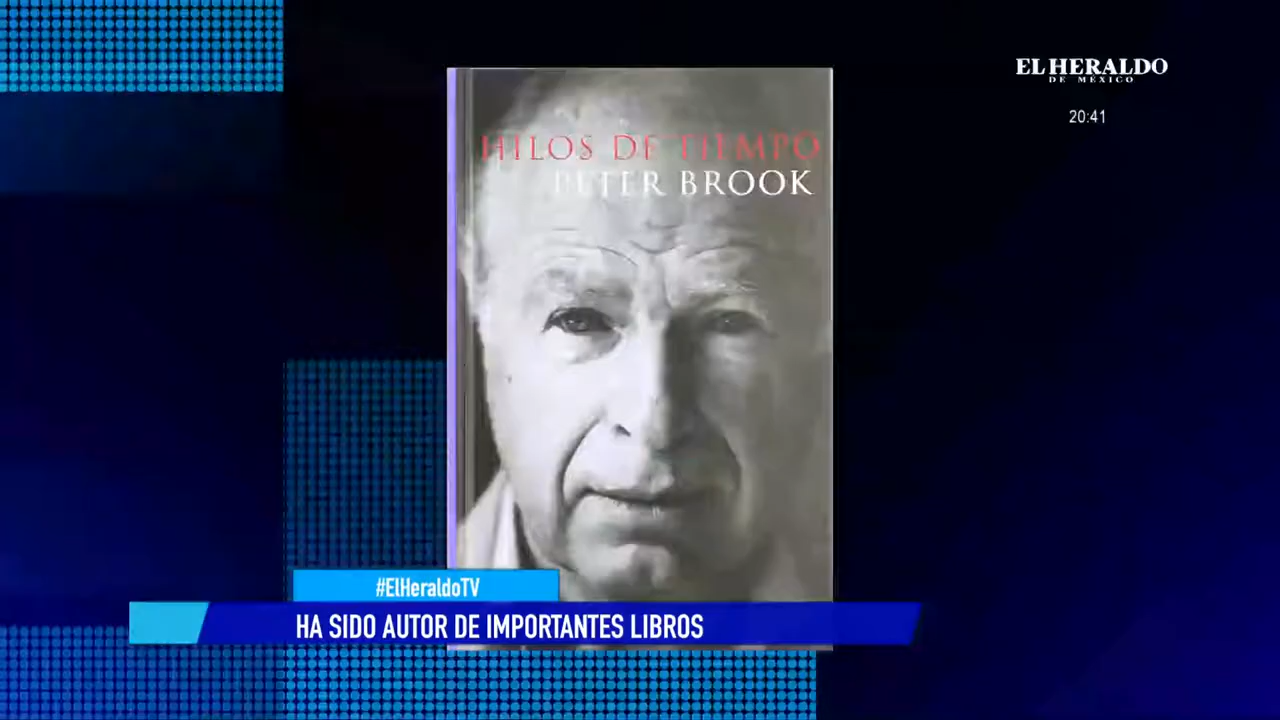 EL HERALDO
DE MÉXICO
20:41
HILOS DE TIEMPO
PETER BROOK
#ElHeraldoTV
HA SIDO AUTOR DE IMPORTANTES LIBROS